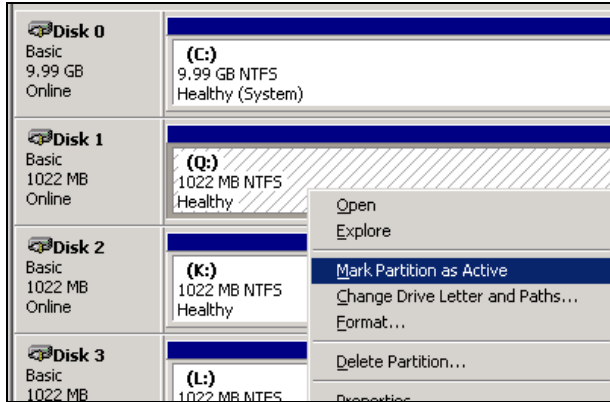 Disk 0
Basic
9.99 GB
Online
(C:)
9.99 GB NTFS
Healthy (System)
Disk 1
Basic
1022 MB
Online
(Q:)
1022 MB NTFS
Healthy
Open
Explore
Mark Partition as Active
Change Drive Letter and Paths...
Format...
Delete Partition...
Properties
Disk 2
Basic
1022 MB
Online
(K:)
1022 MB NTFS
Healthy
Disk 3
Basic
1022 MB
(L:)
1022 MB NTFS